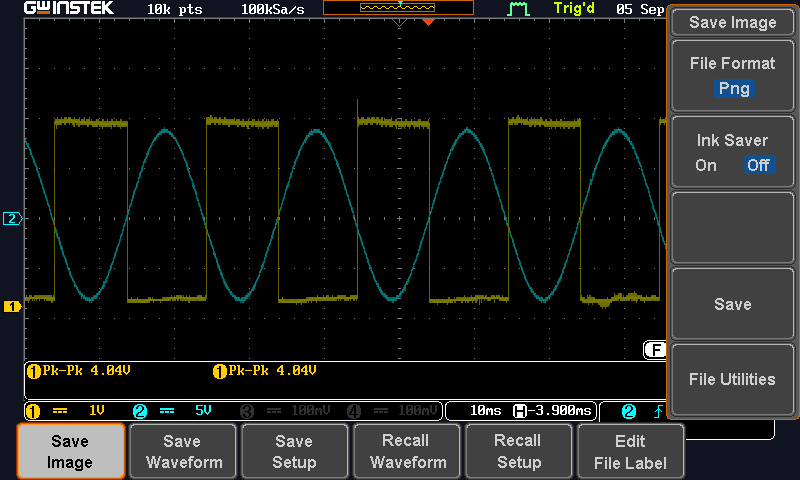 GWINSTEK 10k pts 100kSa/s Trig'd 05 Sep
Save Image
File Format
Png
Ink Saver
On Off
2
1
Save
F
File Utilities
1 Pk-Pk 4.04V 1 Pk-Pk 4.04V
1 1V 2 5V 3 100mV 4 100mV 10ms H -3.900ms 2
Save Image
Save Waveform
Save Setup
Recall Waveform
Recall Setup
Edit File Label